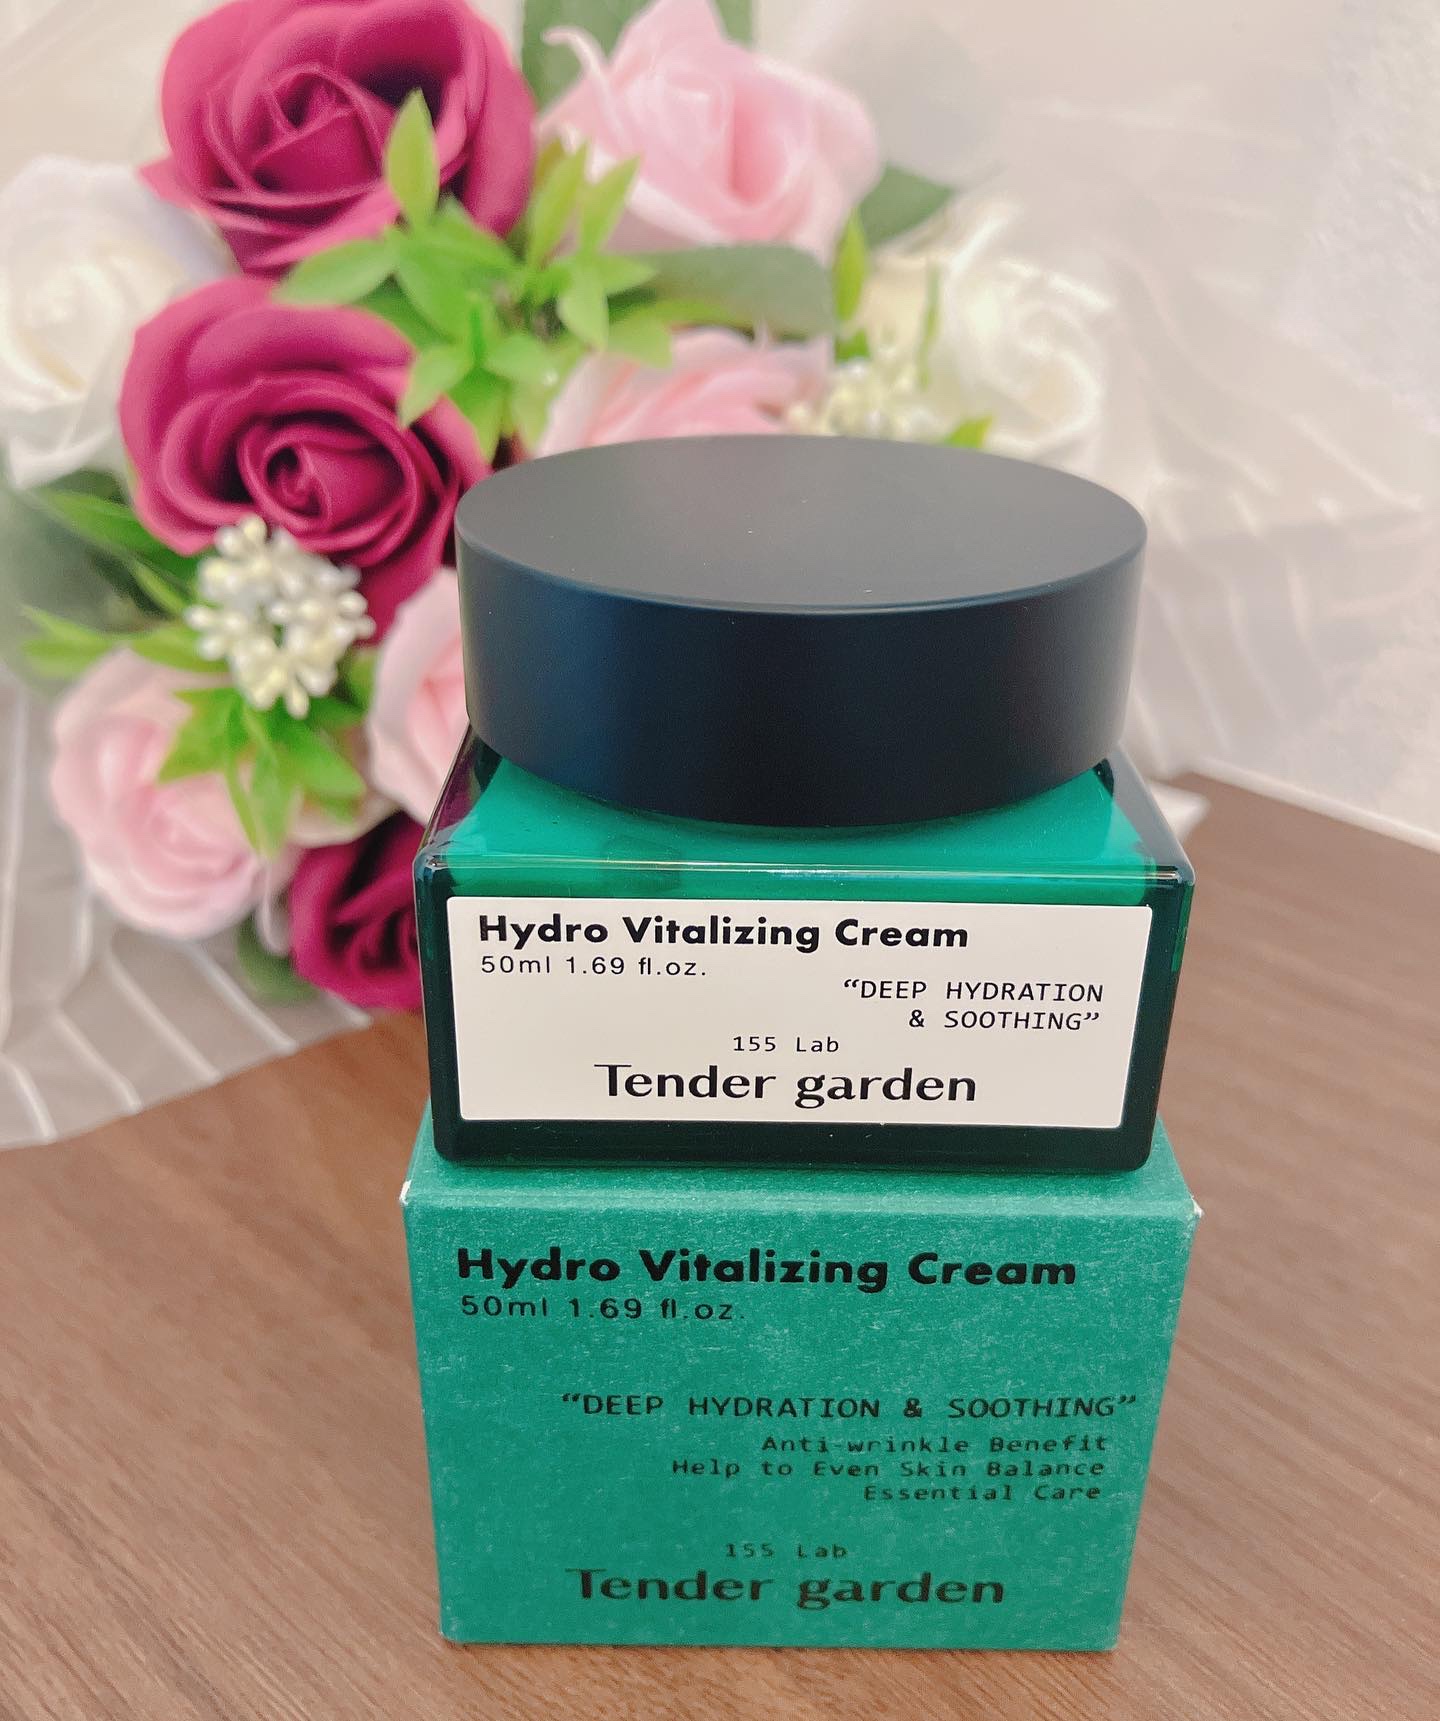 Hydro Vitalizing Cream
50ml 1.69 fl.oz.
“DEEP HYDRATION
& SOOTHING”
155 Lab
Tender garden
Hydro Vitalizing Cream
50ml 1.69 fl.oz.
“DEEP HYDRATION & SOOTHING”
Anti-wrinkle Benefit
Help to Even Skin Balance
Essential Care
155 Lab
Tender garden